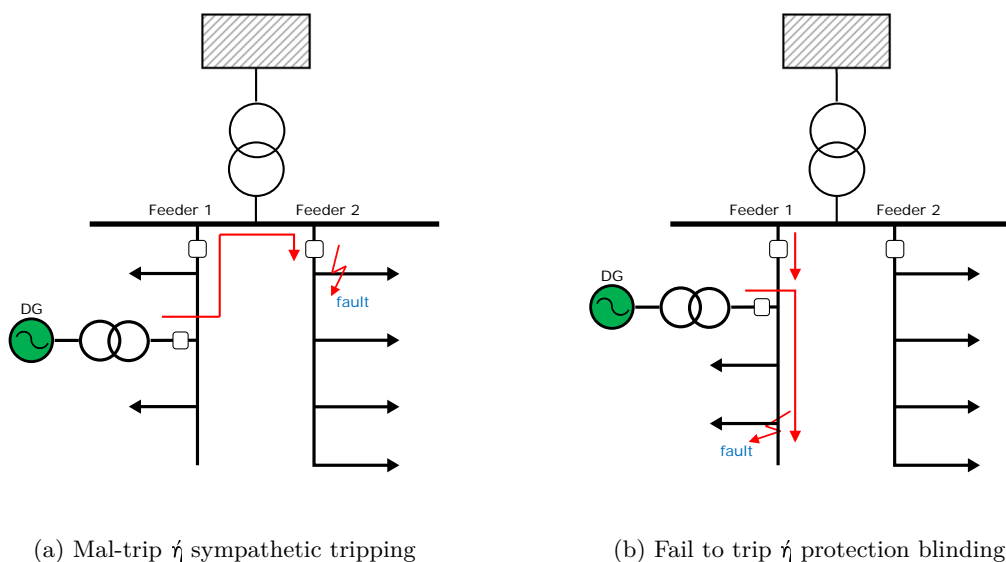 Feeder 1 Feeder 2
DG
fault
(a) Mal-trip ή sympathetic tripping
Feeder 1 Feeder 2
DG
fault
(b) Fail to trip ή protection blinding